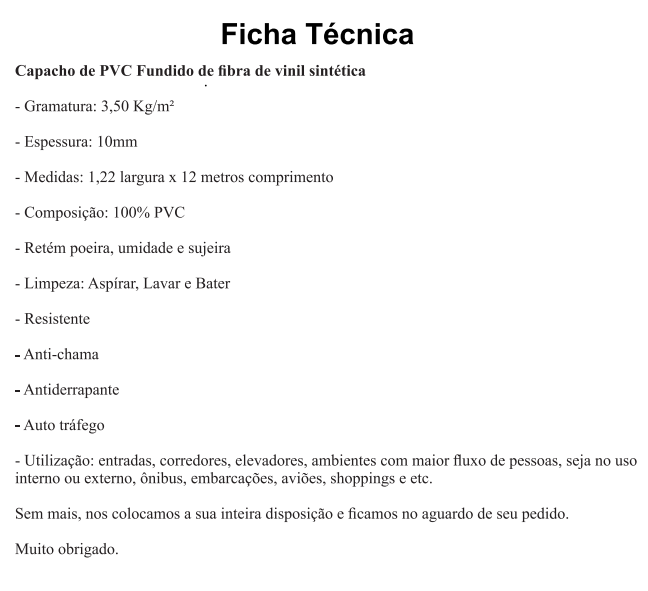 Ficha Técnica
Capacho de PVC Fundido de fibra de vinil sintética
.
- Gramatura: 3,50 Kg/m²
- Espessura: 10mm
- Medidas: 1,22 largura x 12 metros comprimento
- Composição: 100% PVC
- Retém poeira, umidade e sujeira
- Limpeza: Aspírar, Lavar e Bater
- Resistente
- Anti-chama
- Antiderrapante
- Auto tráfego
- Utilização: entradas, corredores, elevadores, ambientes com maior fluxo de pessoas, seja no uso
interno ou externo, ônibus, embarcações, aviões, shoppings e etc.
Sem mais, nos colocamos a sua inteira disposição e ficamos no aguardo de seu pedido.
Muito obrigado.